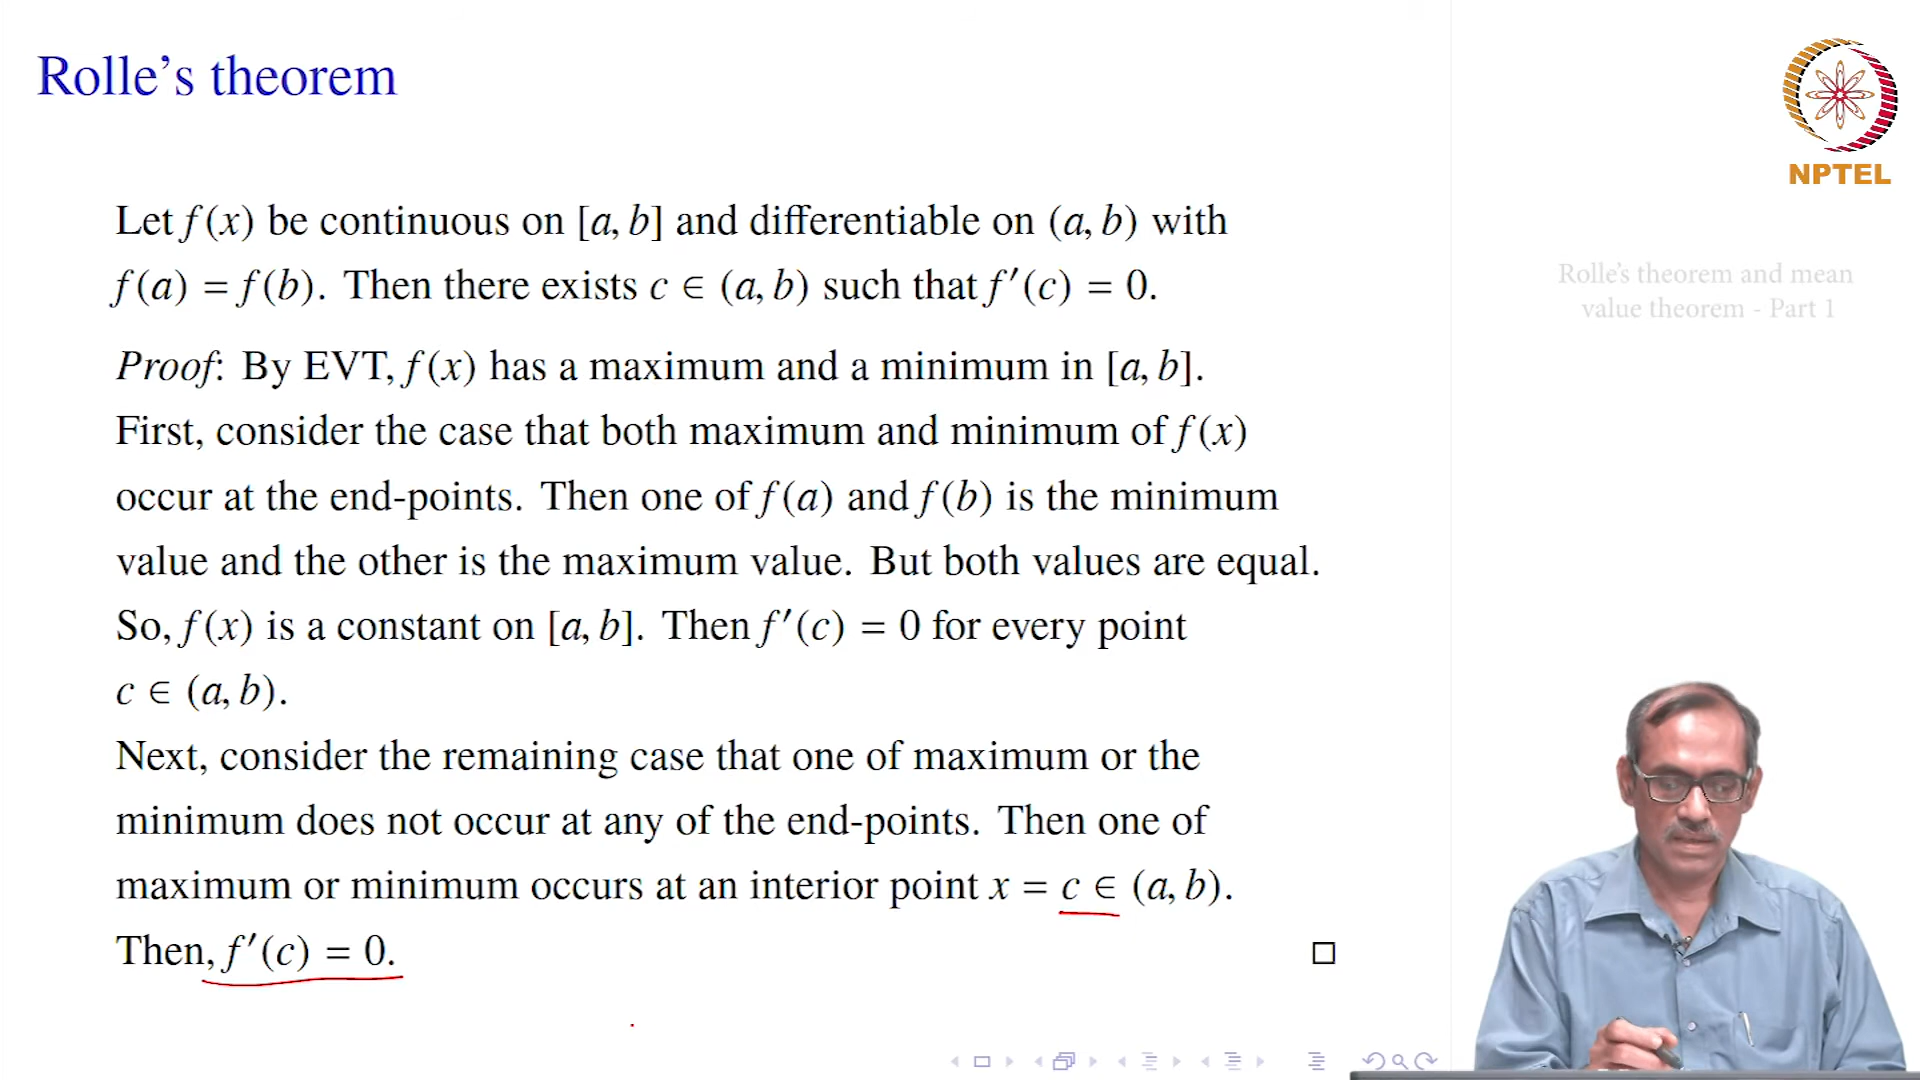 Rolle's theorem
NPTEL
Let f(x) be continuous on [a, b] and differentiable on (a, b) with
f(a) = f(b). Then there exists c ∈ (a, b) such that f′(c) = 0.
Rolle's theorem and mean
value theorem - Part 1
Proof: By EVT, f(x) has a maximum and a minimum in [a, b].
First, consider the case that both maximum and minimum of f(x)
occur at the end-points. Then one of f(a) and f(b) is the minimum
value and the other is the maximum value. But both values are equal.
So, f(x) is a constant on [a, b]. Then f′(c) = 0 for every point
c ∈ (a, b).
Next, consider the remaining case that one of maximum or the
minimum does not occur at any of the end-points. Then one of
maximum or minimum occurs at an interior point x = c ∈ (a, b).
Then, f′(c) = 0. □